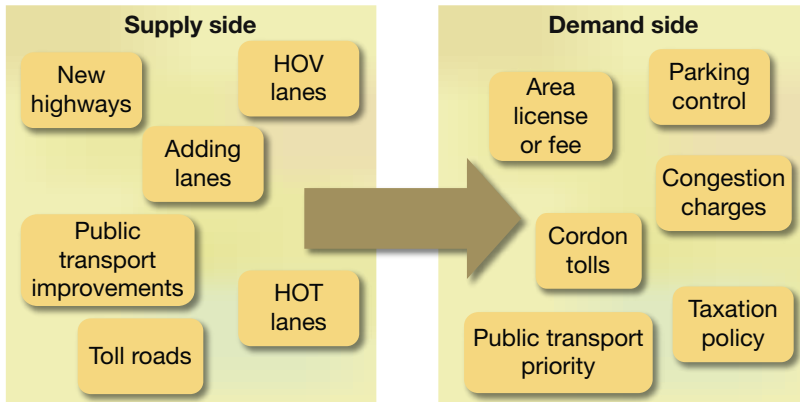 Supply side
New
highways
HOV
lanes
Adding
lanes
Public
transport
improvements
HOT
lanes
Toll roads
Demand side
Area
license
or fee
Parking
control
Congestion
charges
Cordon
tolls
Taxation
policy
Public transport
priority